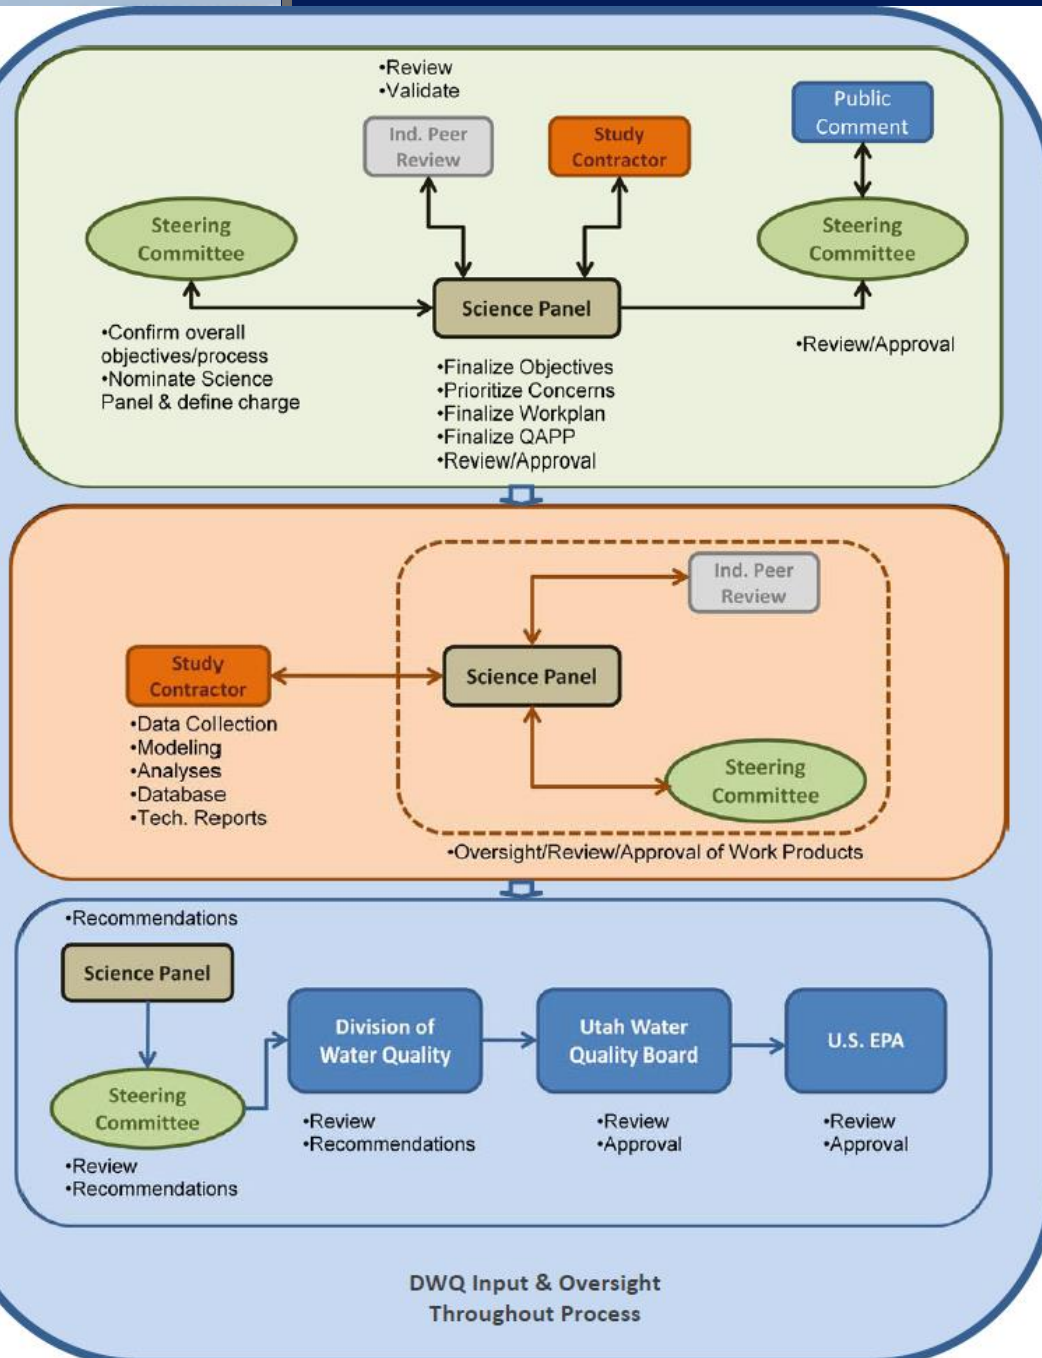 •Review
•Validate
Ind. Peer
Review
Study
Contractor
Public
Comment
Steering
Committee
Steering
Committee
Science Panel
•Confirm overall
objectives/process
•Nominate Science
Panel & define charge
•Finalize Objectives
•Prioritize Concerns
•Finalize Workplan
•Finalize QAPP
•Review/Approval
•Review/Approval
Ind. Peer
Review
Study
Contractor
Science Panel
•Data Collection
•Modeling
•Analyses
•Database
•Tech. Reports
Steering
Committee
•Oversight/Review/Approval of Work Products
•Recommendations
Science Panel
Steering
Committee
•Review
•Recommendations
Division of
Water Quality
•Review
•Recommendations
Utah Water
Quality Board
•Review
•Approval
U.S. EPA
•Review
•Approval
DWQ Input & Oversight
Throughout Process